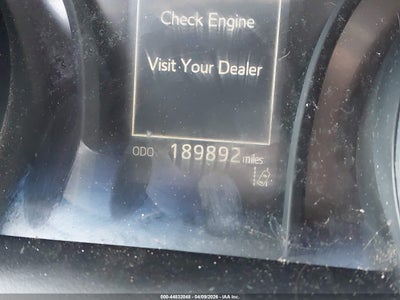 Check Engine
Visit Your Dealer
ODO 189892 miles
000-44832048 - 04/09/2026 - IAA Inc.